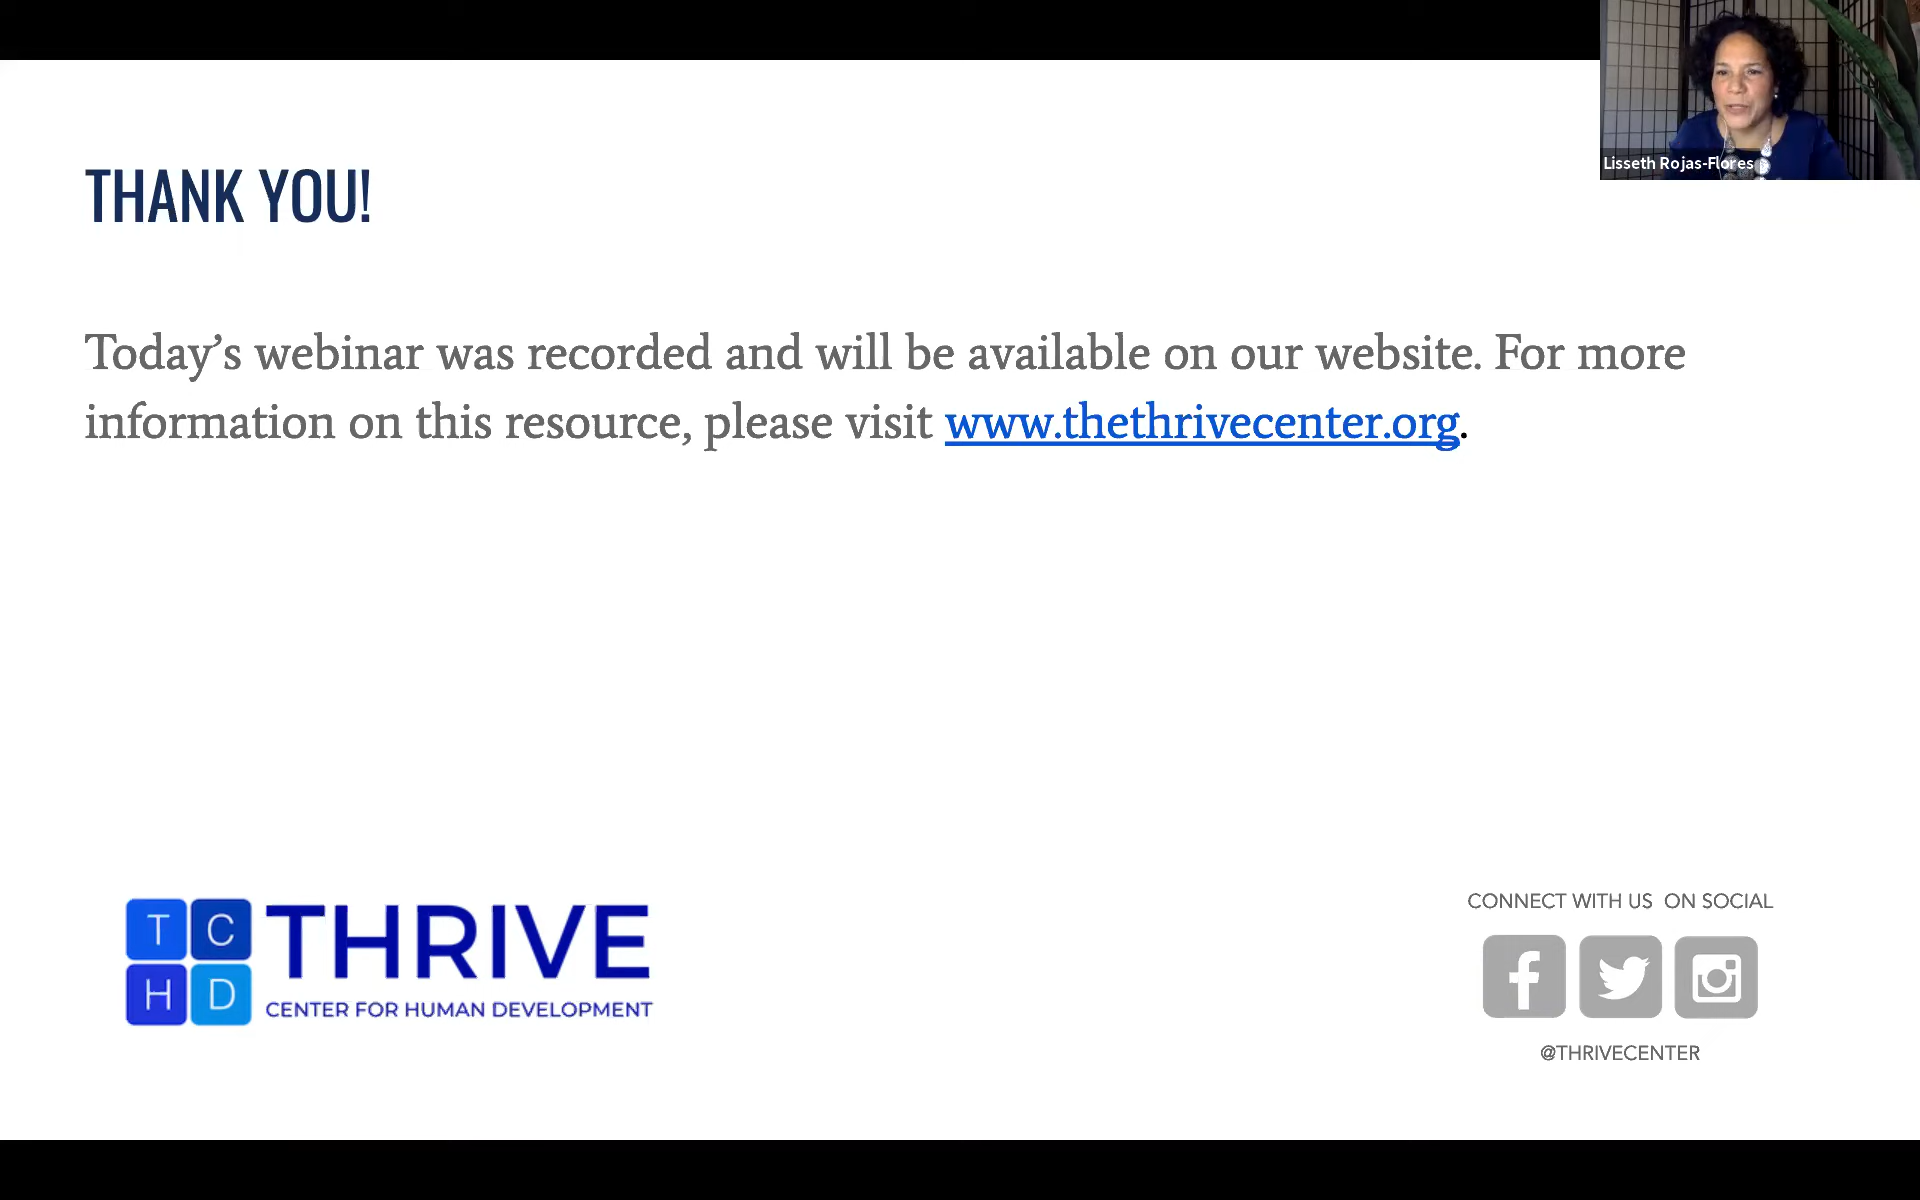 Lisseth Rojas-Flores
THANK YOU!
Today’s webinar was recorded and will be available on our website. For more
information on this resource, please visit www.thethrivecenter.org.
T C
H D
THRIVE
CENTER FOR HUMAN DEVELOPMENT
CONNECT WITH US ON SOCIAL
@THRIVECENTER